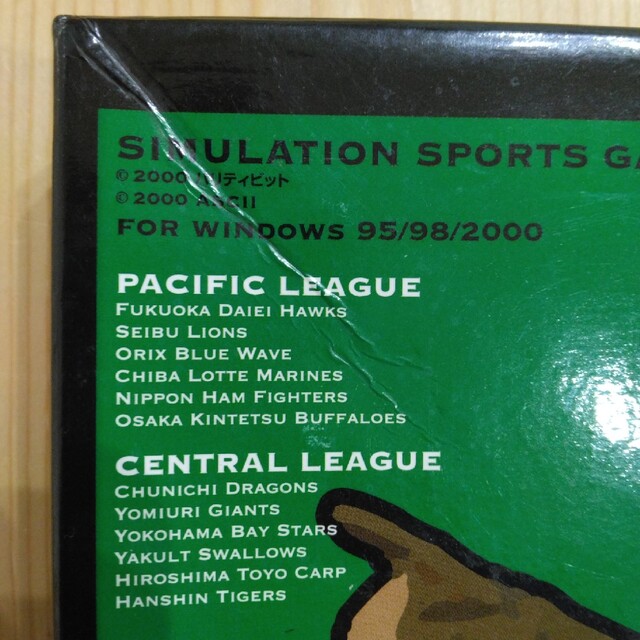 SIMULATION SPORTS GA
© 2000 パリティビット
© 2000 ASCII
FOR WINDOWS 95/98/2000
PACIFIC LEAGUE
FUKUOKA DAIEI HAWKS
SEIBU LIONS
ORIX BLUE WAVE
CHIBA LOTTE MARINES
NIPPON HAM FIGHTERS
OSAKA KINTETSU BUFFALOES
CENTRAL LEAGUE
CHUNICHI DRAGONS
YOMIURI GIANTS
YOKOHAMA BAY STARS
YAKULT SWALLOWS
HIROSHIMA TOYO CARP
HANSHIN TIGERS